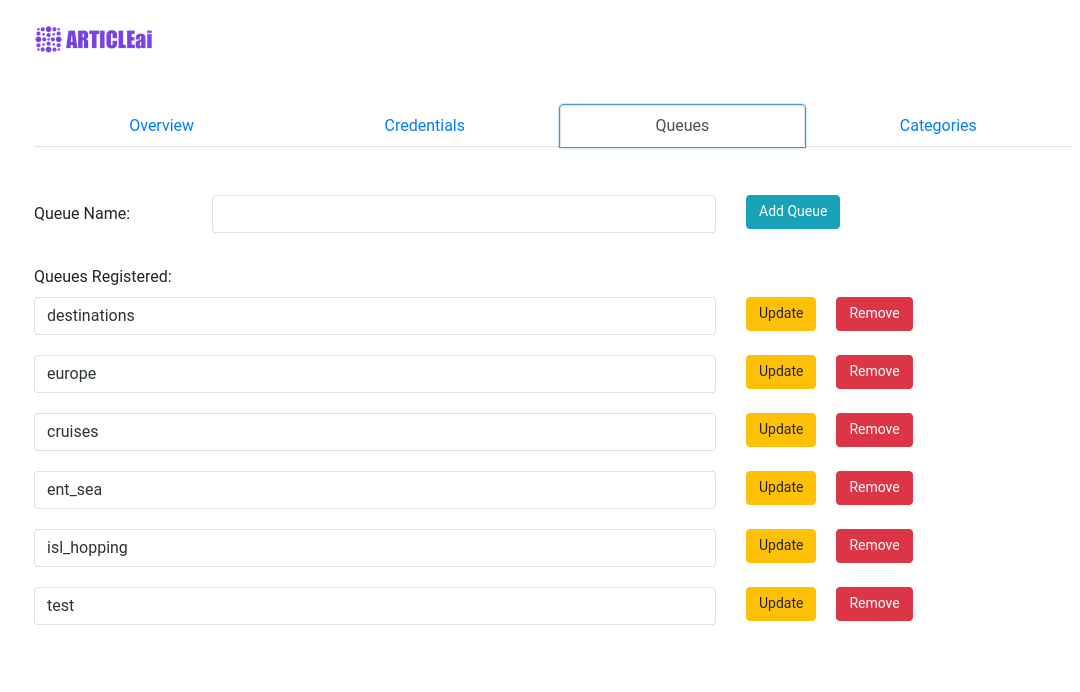 ARTICLEai
Overview Credentials Queues Categories
Queue Name: Add Queue
Queues Registered:
destinations Update Remove
europe Update Remove
cruises Update Remove
ent_sea Update Remove
isl_hopping Update Remove
test Update Remove